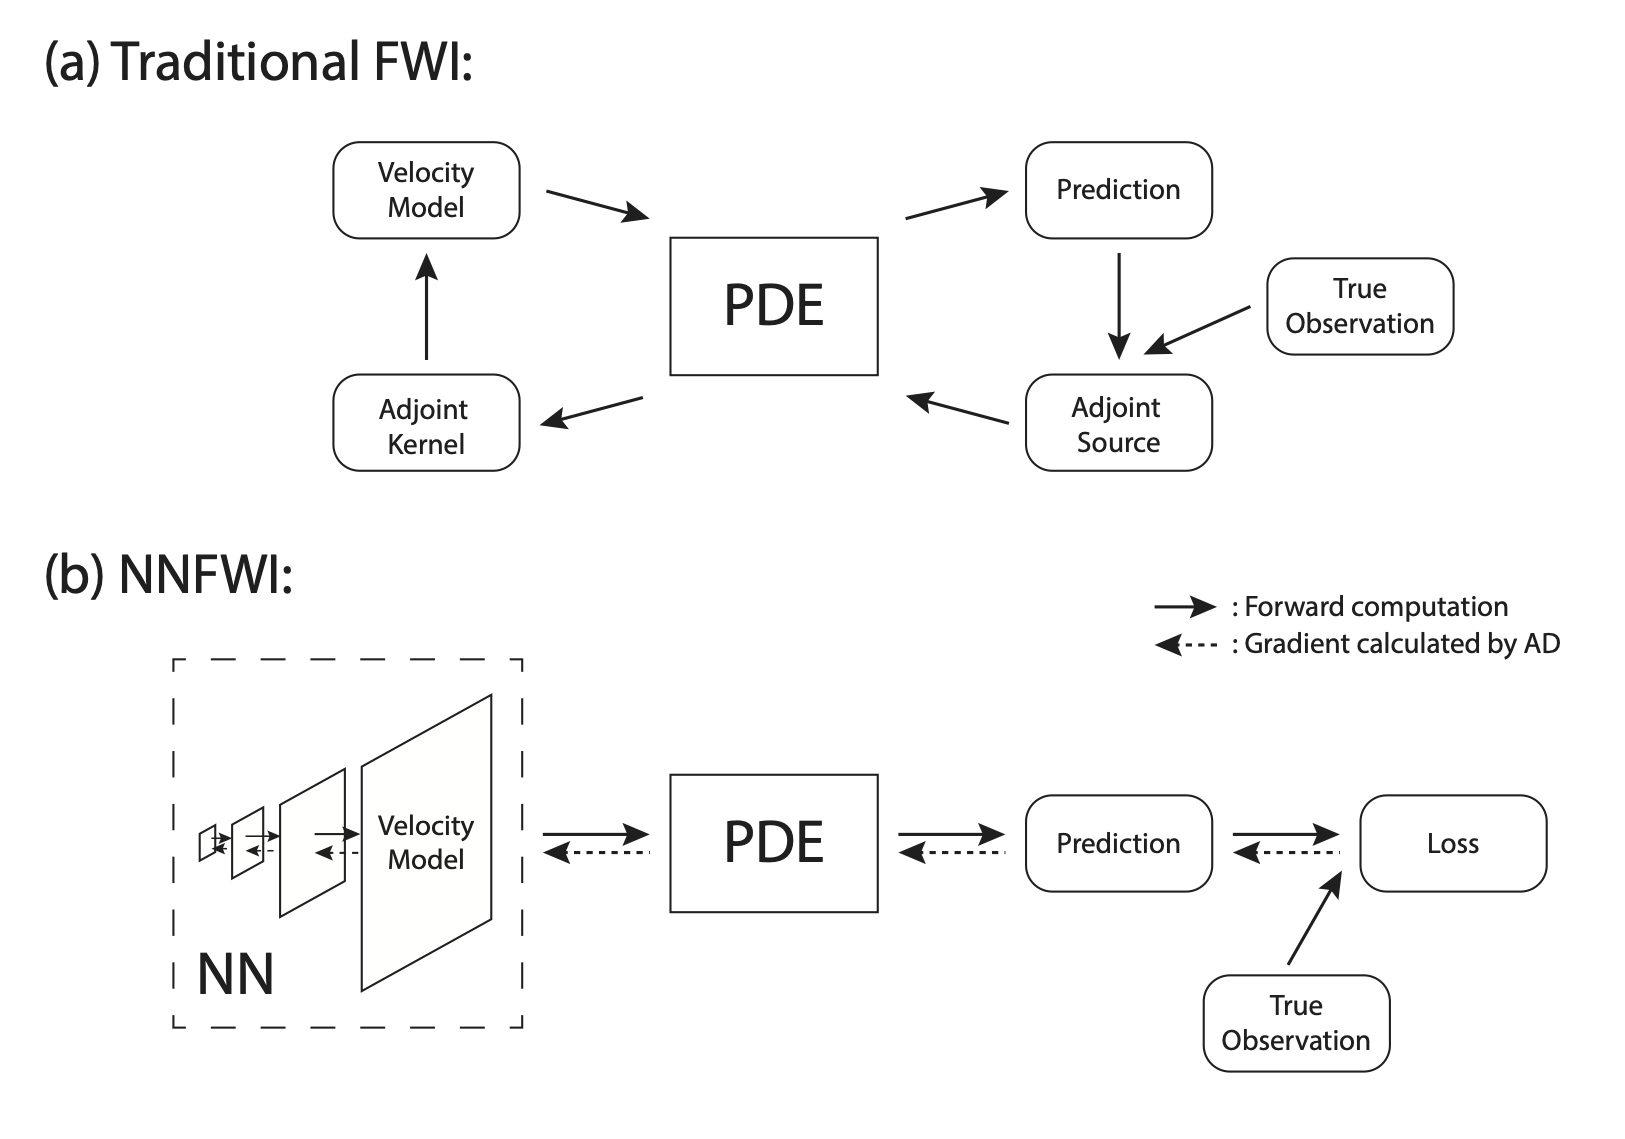 (a) Traditional FWI:
Velocity
Model
Prediction
PDE
True
Observation
Adjoint
Kernel
Adjoint
Source
(b) NNFWI:
: Forward computation
: Gradient calculated by AD
Velocity
Model
NN
PDE
Prediction
Loss
True
Observation